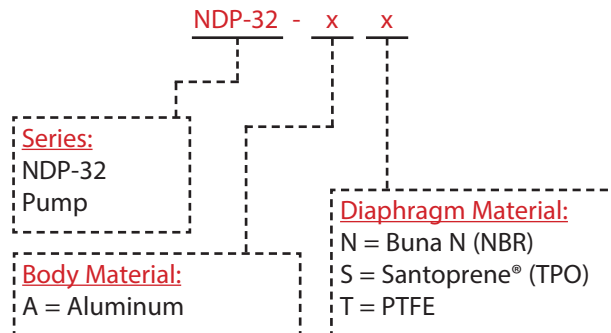 NDP-32 - x x
Series:
NDP-32
Pump
Body Material:
A = Aluminum
Diaphragm Material:
N = Buna N (NBR)
S = Santoprene® (TPO)
T = PTFE